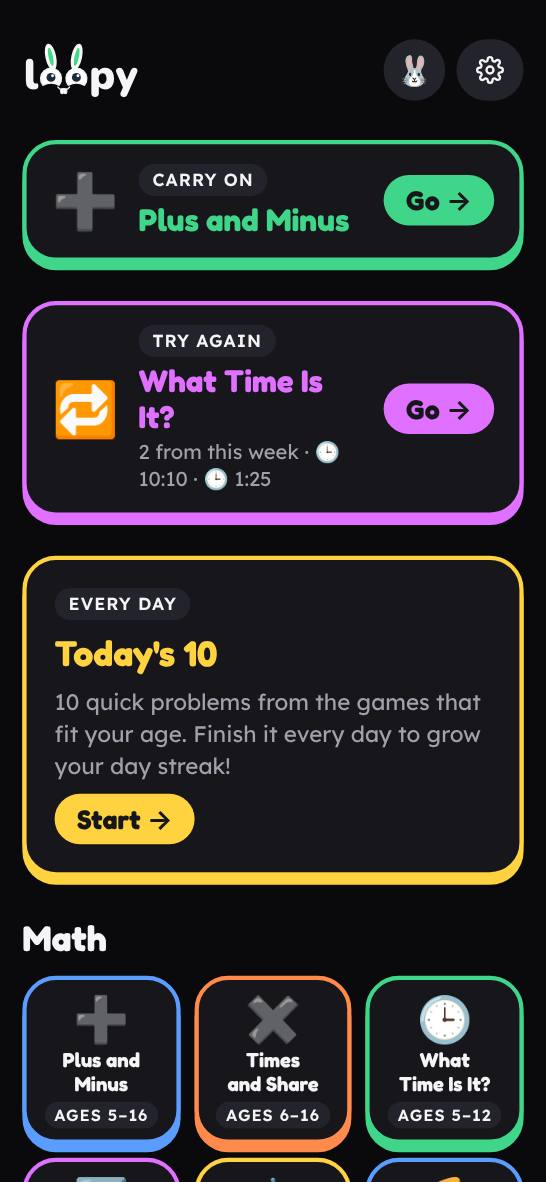 loopy
CARRY ON
Plus and Minus
Go →
TRY AGAIN
What Time Is
It?
2 from this week · 🕒
10:10 · 🕒 1:25
Go →
EVERY DAY
Today's 10
10 quick problems from the games that
fit your age. Finish it every day to grow
your day streak!
Start →
Math
Plus and
Minus
AGES 5–16
Times
and Share
AGES 6–16
What
Time Is It?
AGES 5–12